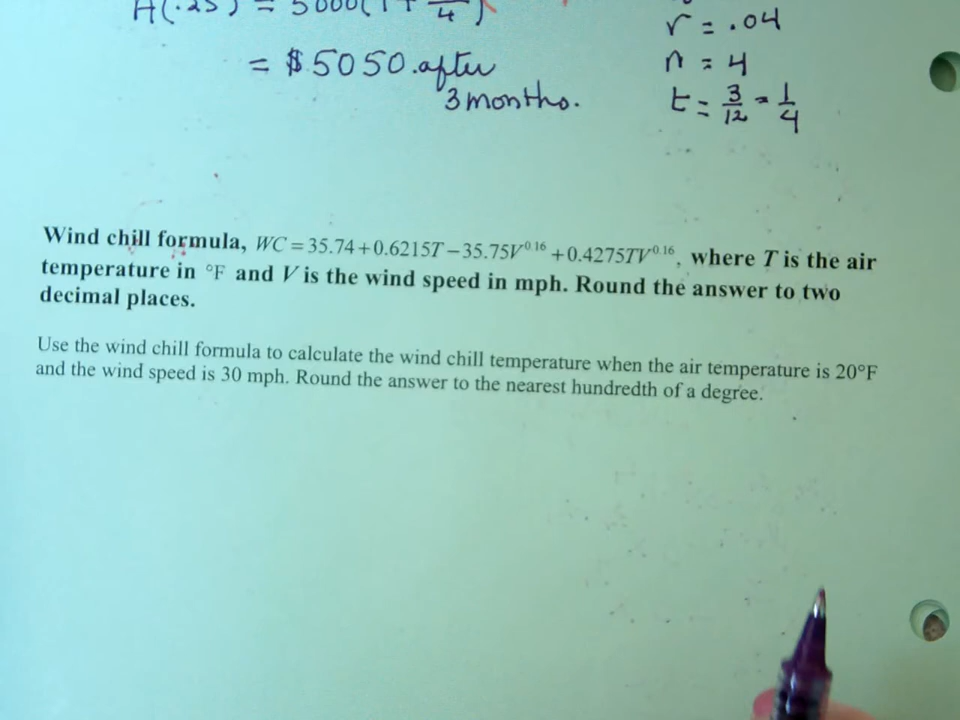 A(.25) = 5000(1 + /4)
r = .04
= $5050. after n = 4
3 months. t = 3/12 = 1/4
Wind chill formula, WC = 35.74 + 0.6215T − 35.75V^0.16 + 0.4275TV^0.16, where T is the air
temperature in °F and V is the wind speed in mph. Round the answer to two
decimal places.
Use the wind chill formula to calculate the wind chill temperature when the air temperature is 20°F
and the wind speed is 30 mph. Round the answer to the nearest hundredth of a degree.